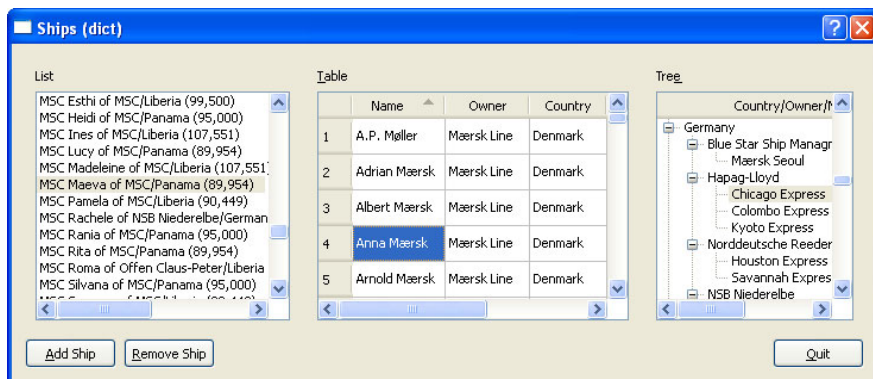 Ships (dict)
List
MSC Esthi of MSC/Liberia (99,500)
MSC Heidi of MSC/Panama (95,000)
MSC Ines of MSC/Liberia (107,551)
MSC Lucy of MSC/Panama (89,954)
MSC Madeleine of MSC/Liberia (107,551)
MSC Maeva of MSC/Panama (89,954)
MSC Pamela of MSC/Liberia (90,449)
MSC Rachele of NSB Niederelbe/German
MSC Rania of MSC/Panama (95,000)
MSC Rita of MSC/Panama (89,954)
MSC Roma of Offen Claus-Peter/Liberia
MSC Silvana of MSC/Panama (95,000)
Table
Name Owner Country
1 A.P. Møller Mærsk Line Denmark
2 Adrian Mærsk Mærsk Line Denmark
3 Albert Mærsk Mærsk Line Denmark
4 Anna Mærsk Mærsk Line Denmark
5 Arnold Mærsk Mærsk Line Denmark
Tree
Country/Owner/
Germany
Blue Star Ship Managr
Mærsk Seoul
Hapag-Lloyd
Chicago Express
Colombo Express
Kyoto Express
Norddeutsche Reeder
Houston Express
Savannah Expres
NSB Niederelbe
Add Ship Remove Ship Quit